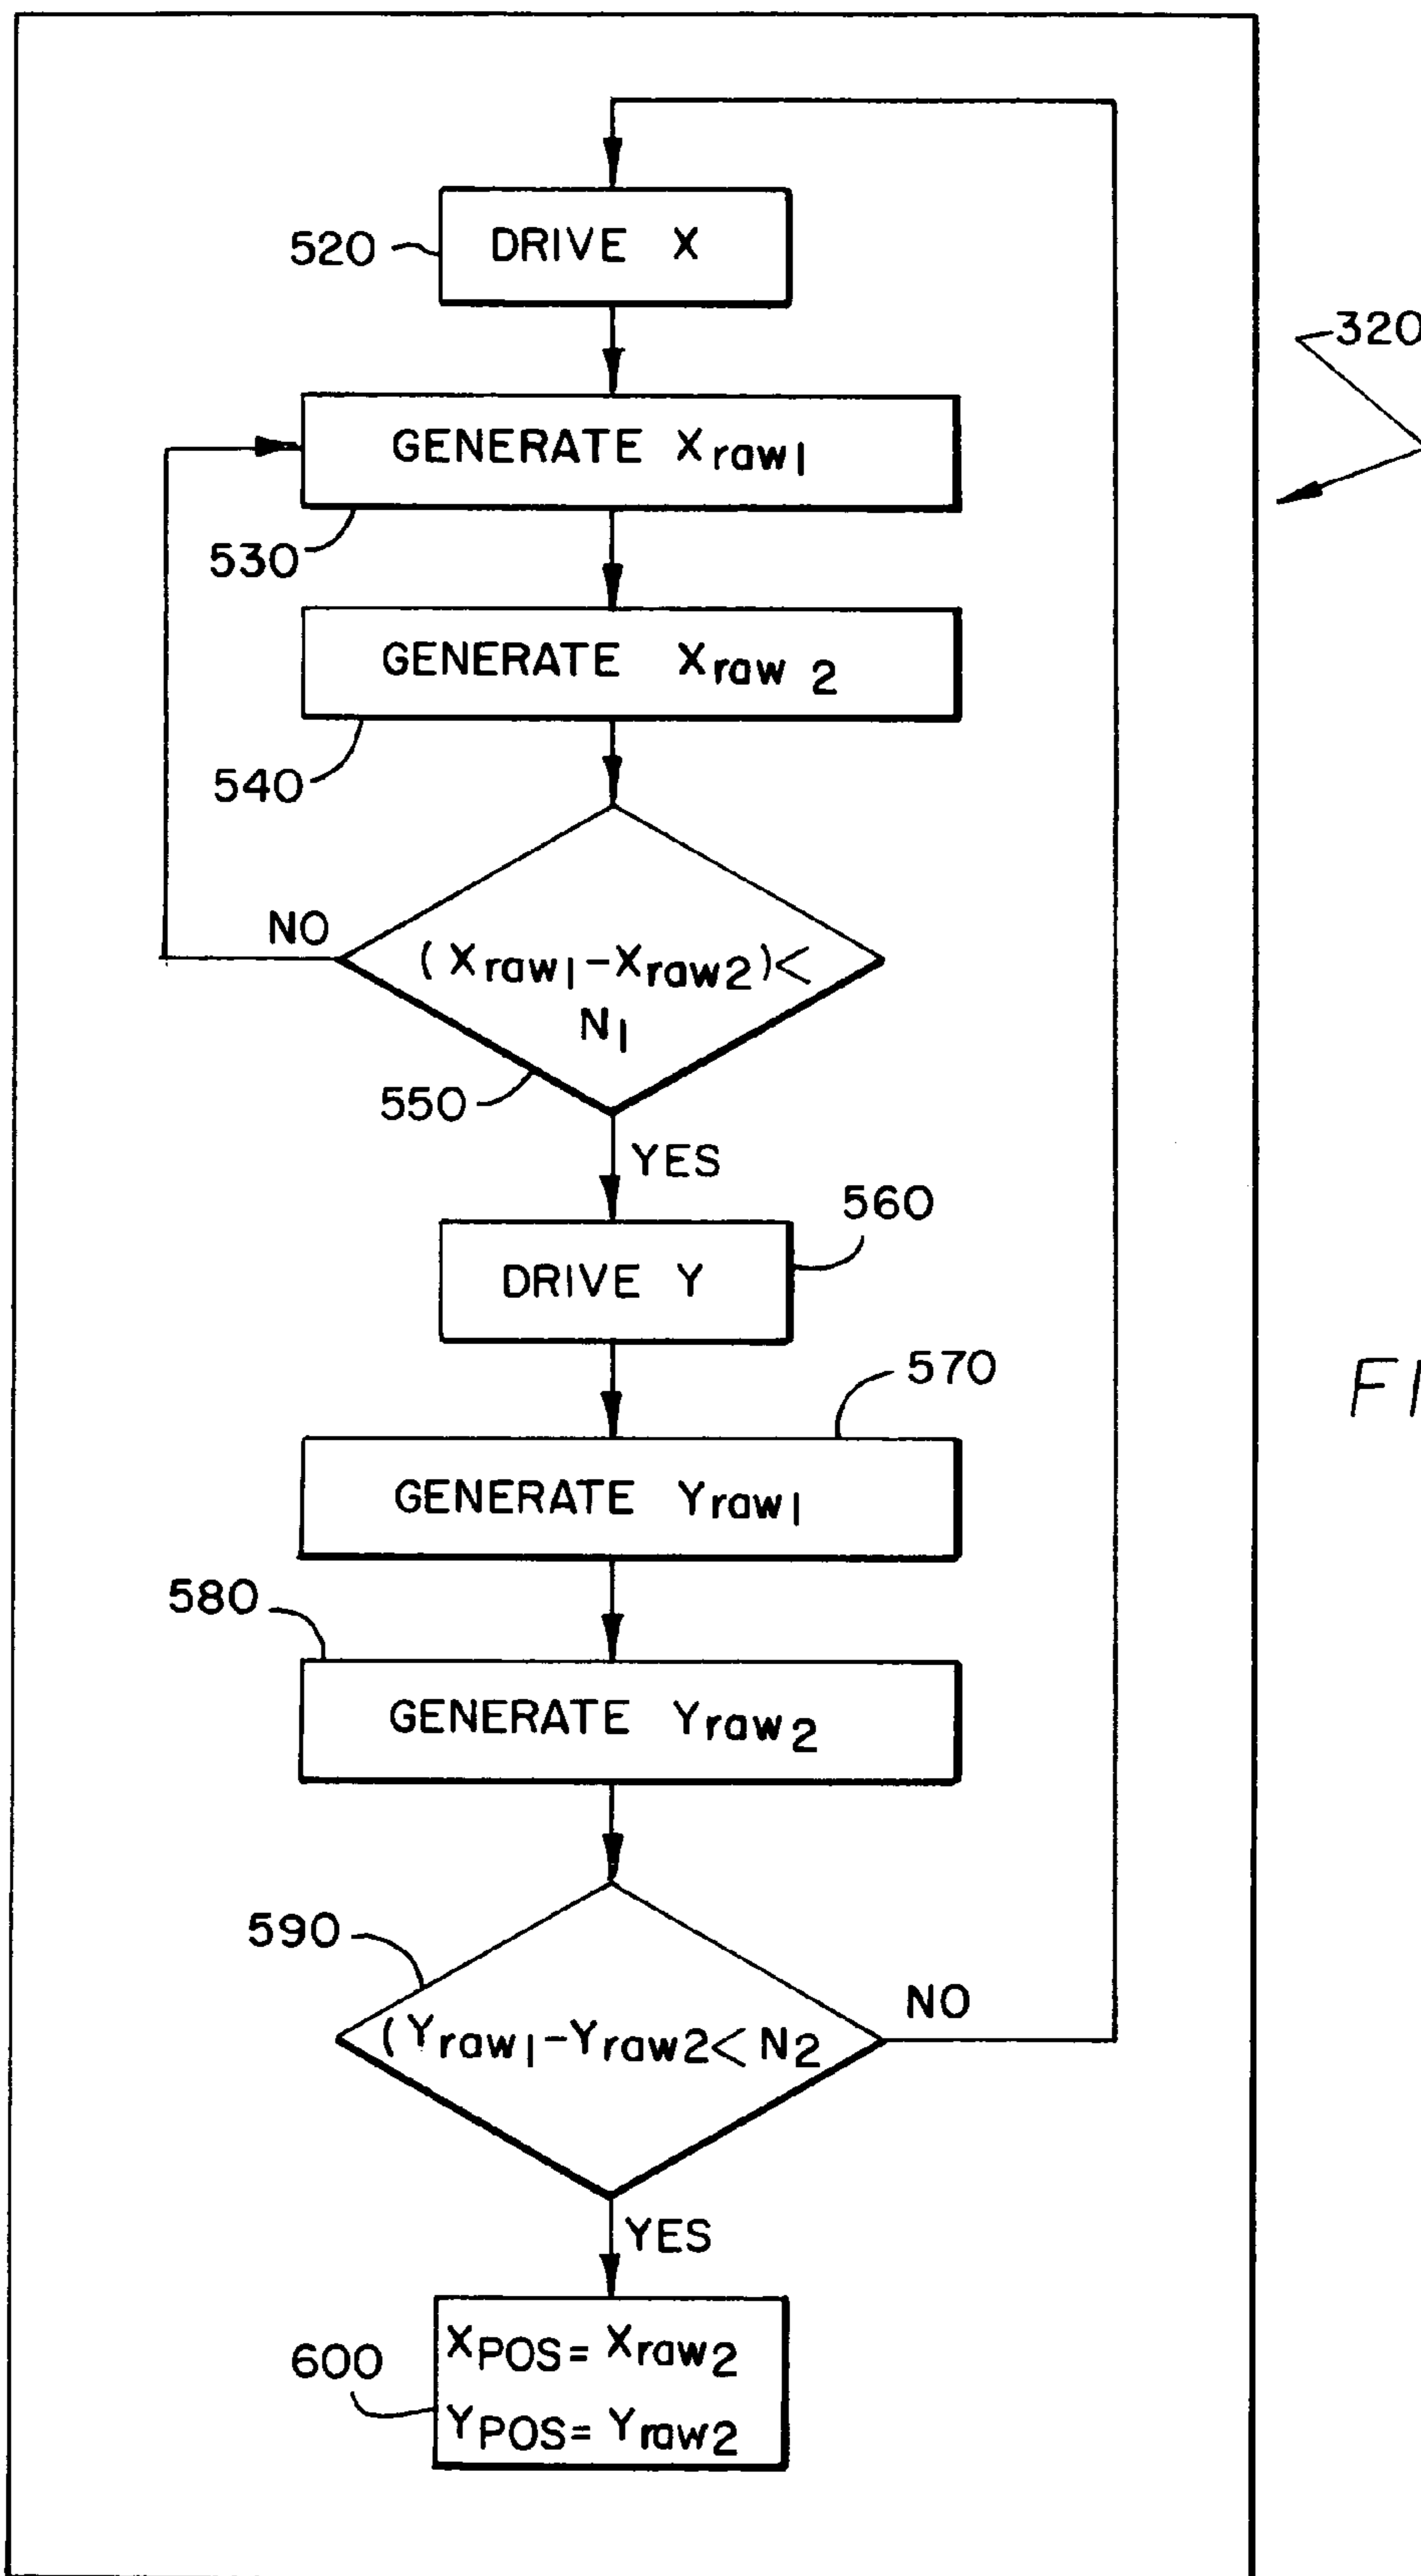 DRIVE X
520
320
GENERATE Xraw1
530
GENERATE Xraw 2
540
NO
(Xraw1-Xraw2)<
N1
550
YES
560
DRIVE Y
570
FI
GENERATE Yraw1
580
GENERATE Yraw2
590
NO
(Yraw1-Yraw2<N2
YES
XPOS= Xraw2
600
YPOS= Yraw2